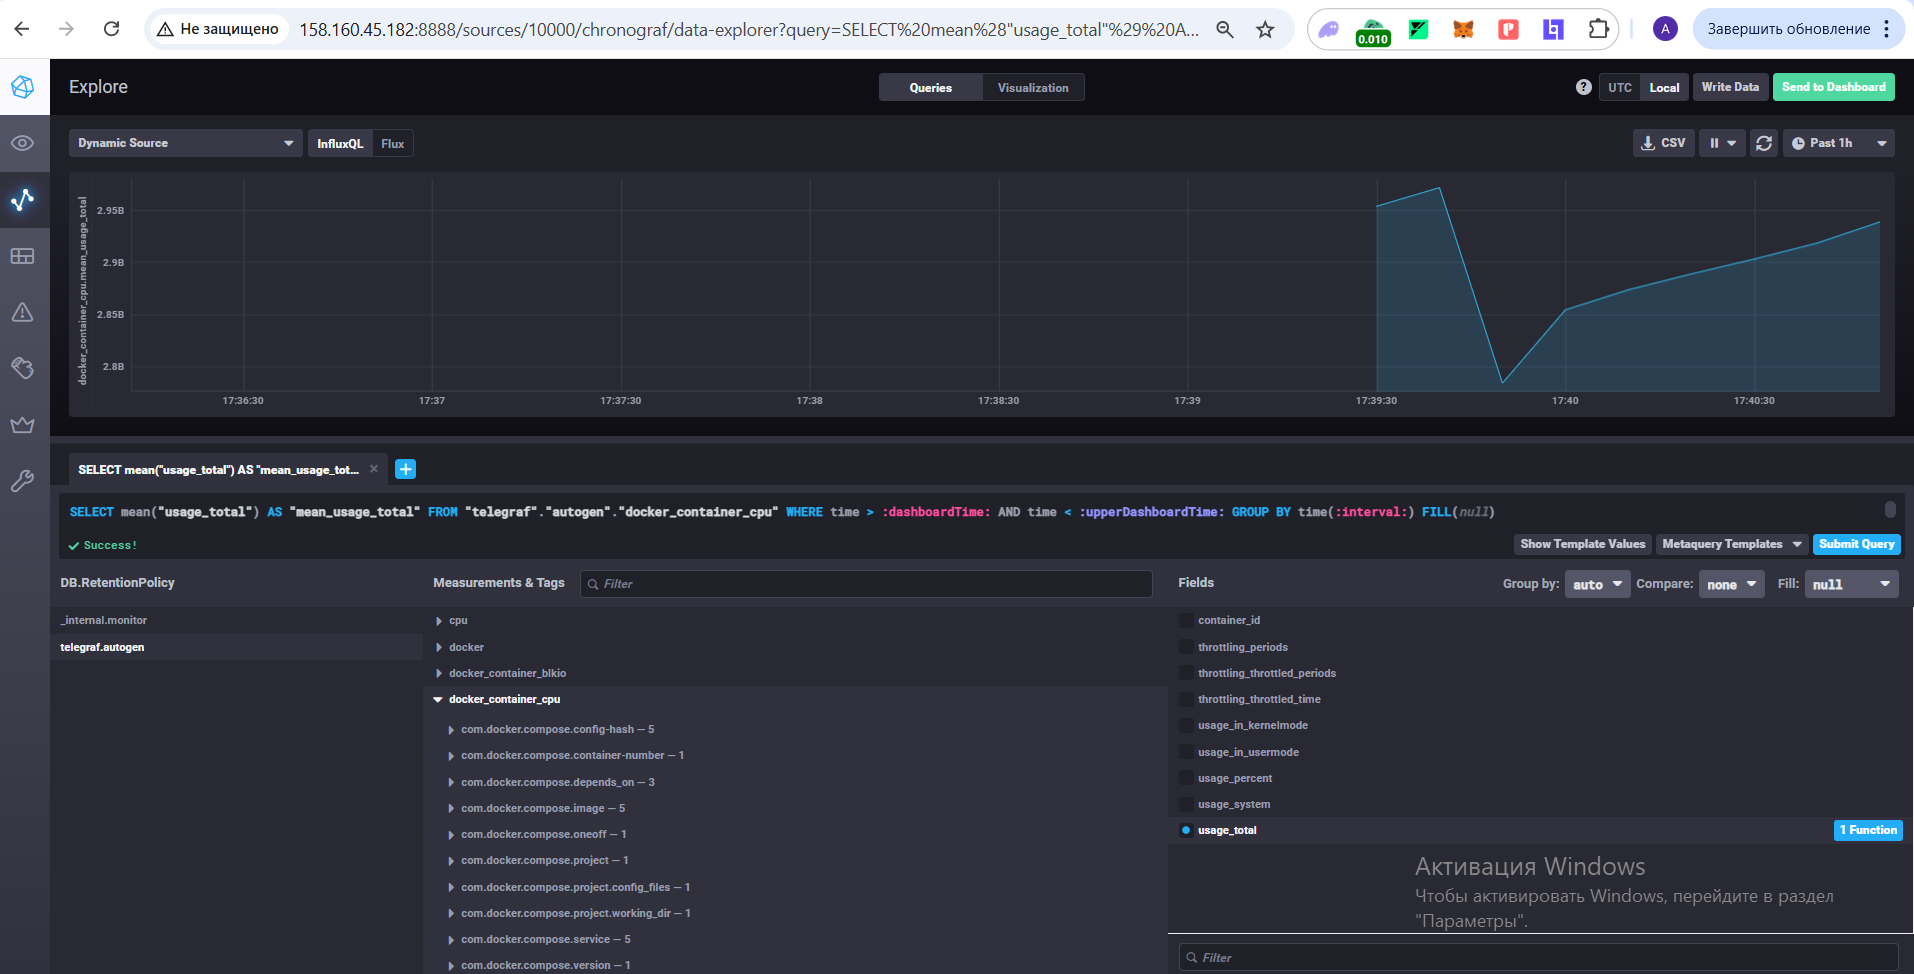 Не защищено
158.160.45.182:8888/sources/10000/chronograf/data-explorer?query=SELECT%20mean%28"usage_total"%29%20A...
0.010
A
Завершить обновление
Explore
Queries
Visualization
?
UTC
Local
Write Data
Send to Dashboard
Dynamic Source
InfluxQL
Flux
CSV
Past 1h
docker_container_cpu.mean_usage_total
2.95B
2.9B
2.85B
2.8B
17:36:30
17:37
17:37:30
17:38
17:38:30
17:39
17:39:30
17:40
17:40:30
SELECT mean("usage_total") AS "mean_usage_tot...
SELECT mean("usage_total") AS "mean_usage_total" FROM "telegraf"."autogen"."docker_container_cpu" WHERE time > :dashboardTime: AND time < :upperDashboardTime: GROUP BY time(:interval:) FILL(null)
Success!
Show Template Values
Metaquery Templates
Submit Query
DB.RetentionPolicy
_internal.monitor
telegraf.autogen
Measurements & Tags
Filter
cpu
docker
docker_container_blkio
docker_container_cpu
com.docker.compose.config-hash — 5
com.docker.compose.container-number — 1
com.docker.compose.depends_on — 3
com.docker.compose.image — 5
com.docker.compose.oneoff — 1
com.docker.compose.project — 1
com.docker.compose.project.config_files — 1
com.docker.compose.project.working_dir — 1
com.docker.compose.service — 5
com.docker.compose.version — 1
Fields
Group by: auto
Compare: none
Fill: null
container_id
throttling_periods
throttling_throttled_periods
throttling_throttled_time
usage_in_kernelmode
usage_in_usermode
usage_percent
usage_system
usage_total
1 Function
Активация Windows
Чтобы активировать Windows, перейдите в раздел
"Параметры".
Filter